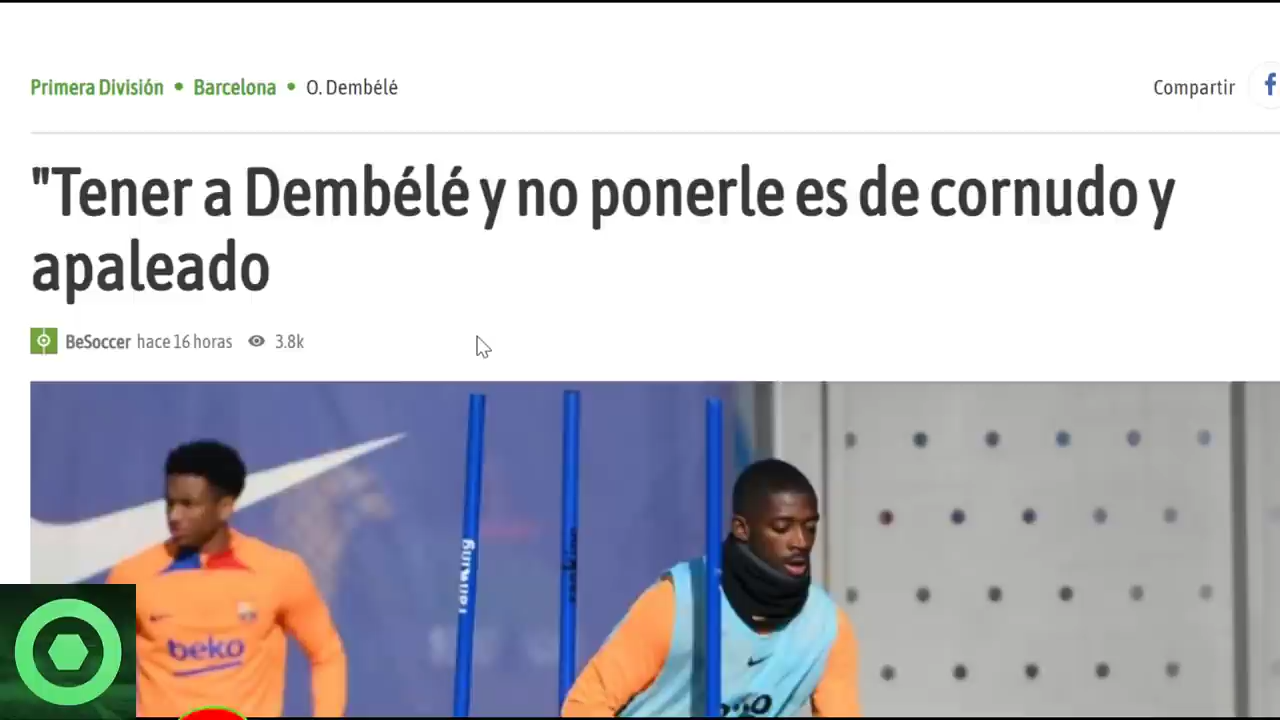 Primera División • Barcelona • O. Dembélé
Compartir
"Tener a Dembélé y no ponerle es de cornudo y
apaleado
BeSoccer hace 16 horas 3.8k
ranking
beko